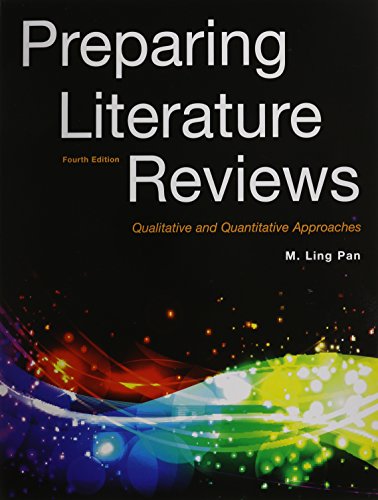 Preparing
Literature
Fourth Edition
Reviews
Qualitative and Quantitative Approaches
M. Ling Pan